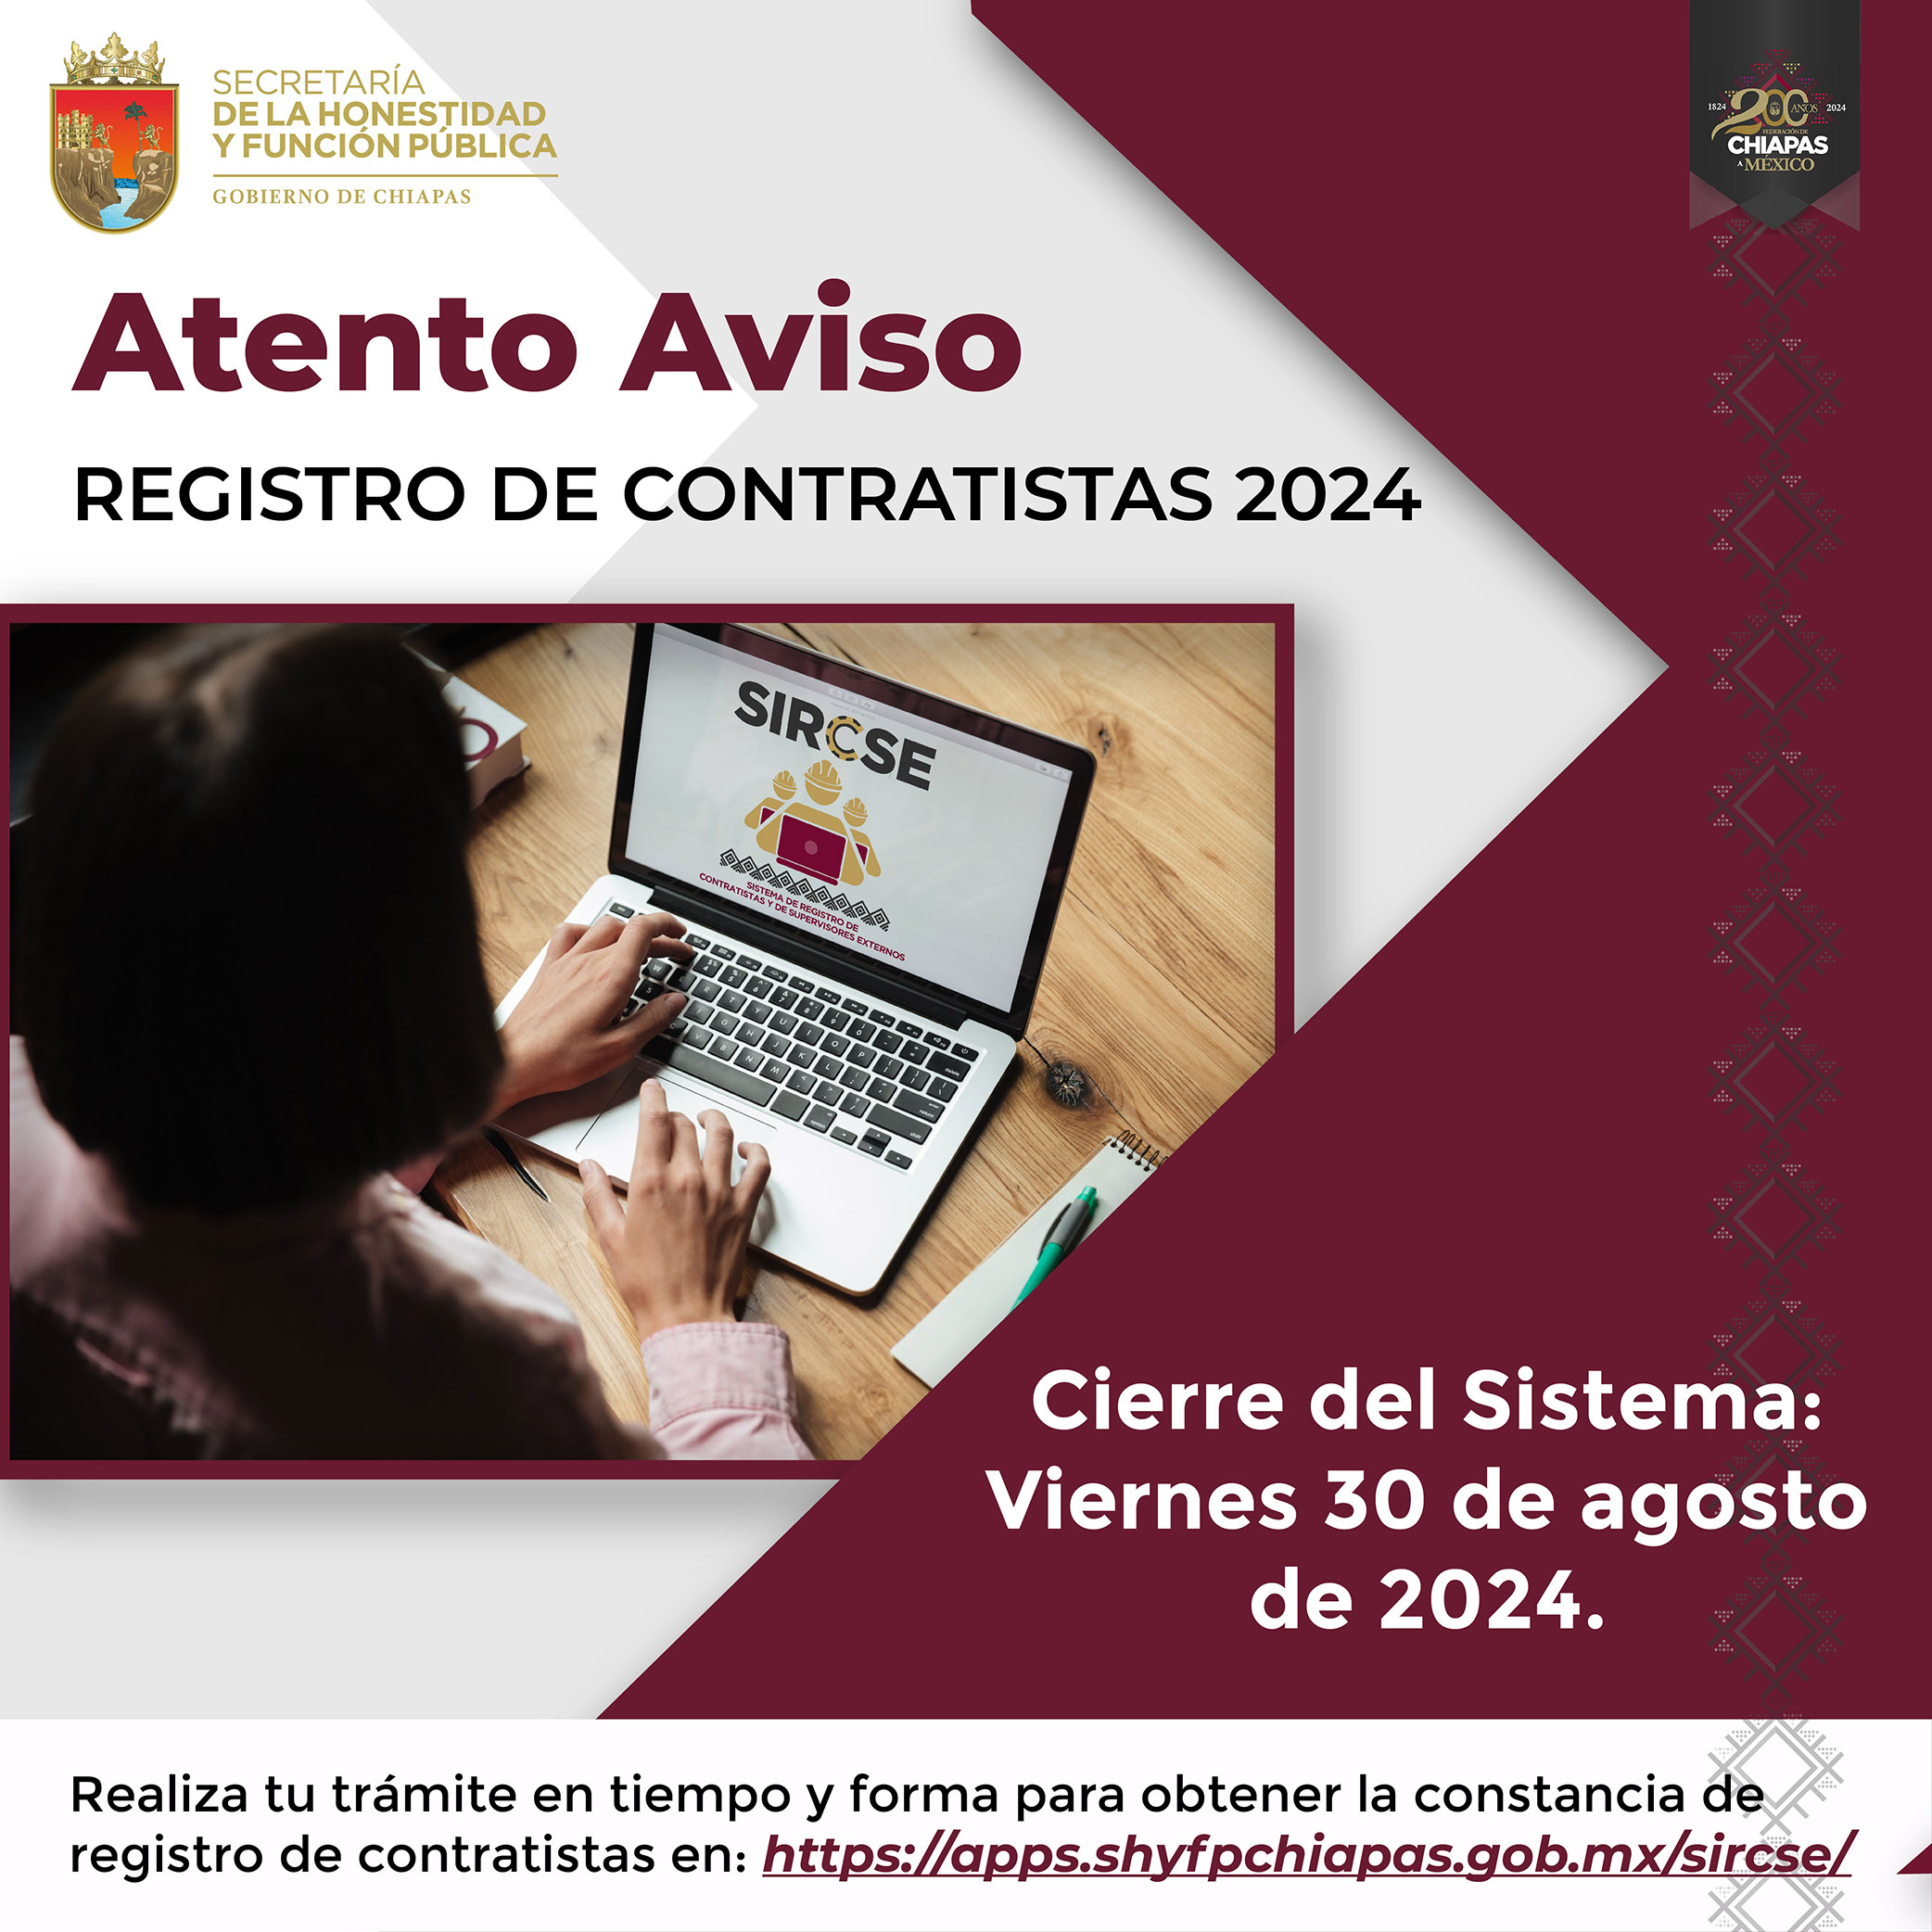 SECRETARÍA
DE LA HONESTIDAD
Y FUNCIÓN PÚBLICA
GOBIERNO DE CHIAPAS
1824 200 AÑOS 2024
FEDERACIÓN DE
CHIAPAS
A MÉXICO
Atento Aviso
REGISTRO DE CONTRATISTAS 2024
SIRCSE
SISTEMA DE REGISTRO DE
CONTRATISTAS Y DE SUPERVISORES EXTERNOS
Cierre del Sistema:
Viernes 30 de agosto
de 2024.
Realiza tu trámite en tiempo y forma para obtener la constancia de
registro de contratistas en: https://apps.shyfpchiapas.gob.mx/sircse/